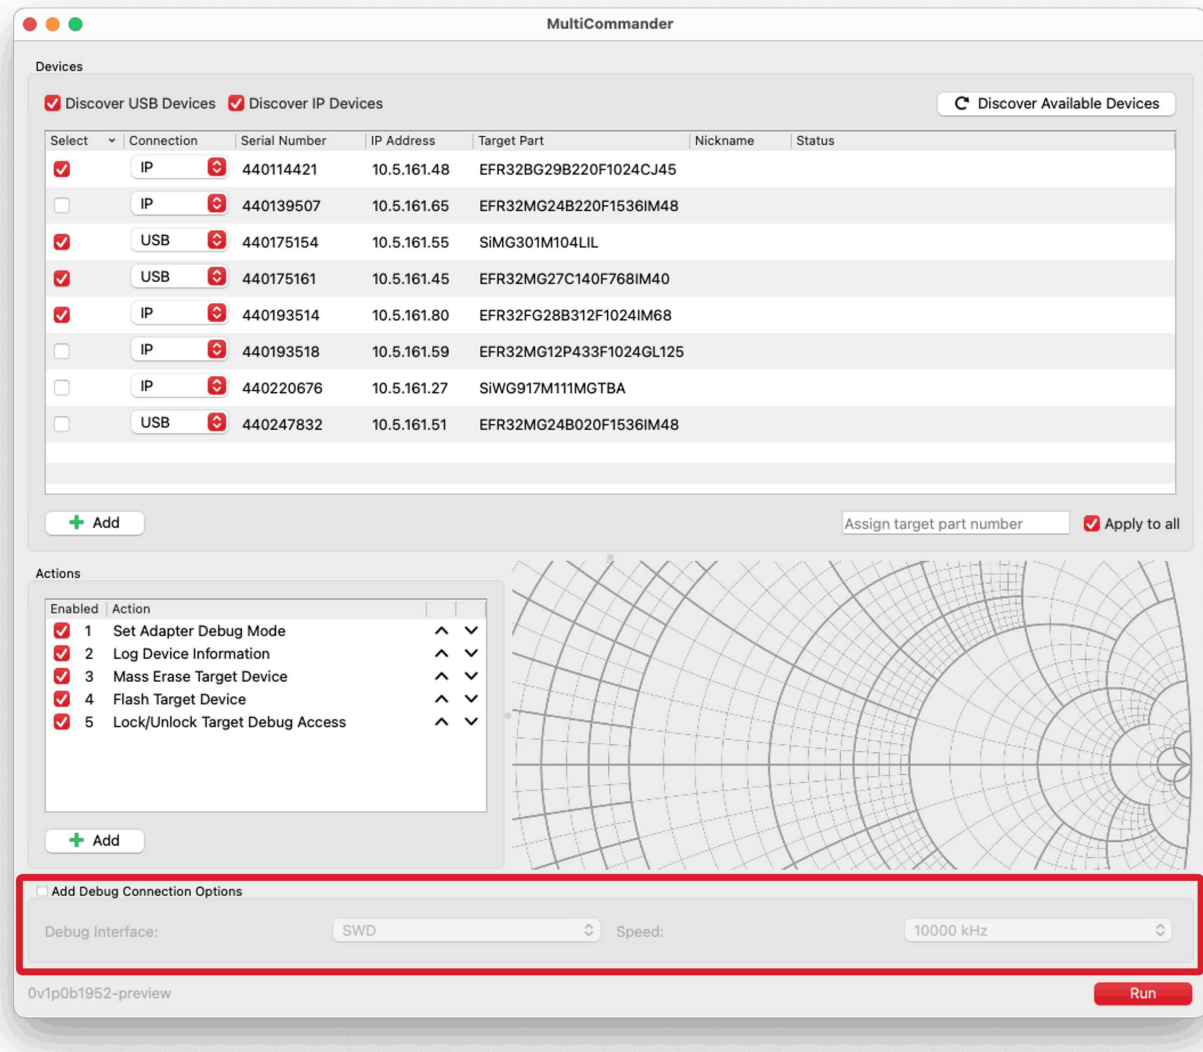 MultiCommander
Devices
Discover USB Devices Discover IP Devices Discover Available Devices
Select Connection Serial Number IP Address Target Part Nickname Status
IP 440114421 10.5.161.48 EFR32BG29B220F1024CJ45
IP 440139507 10.5.161.65 EFR32MG24B220F1536IM48
USB 440175154 10.5.161.55 SiMG301M104LIL
USB 440175161 10.5.161.45 EFR32MG27C140F768IM40
IP 440193514 10.5.161.80 EFR32FG28B312F1024IM68
IP 440193518 10.5.161.59 EFR32MG12P433F1024GL125
IP 440220676 10.5.161.27 SiWG917M111MGTBA
USB 440247832 10.5.161.51 EFR32MG24B020F1536IM48
Add Assign target part number Apply to all
Actions
Enabled Action
1 Set Adapter Debug Mode
2 Log Device Information
3 Mass Erase Target Device
4 Flash Target Device
5 Lock/Unlock Target Debug Access
Add
Add Debug Connection Options
Debug Interface: SWD Speed: 10000 kHz
0v1p0b1952-preview Run